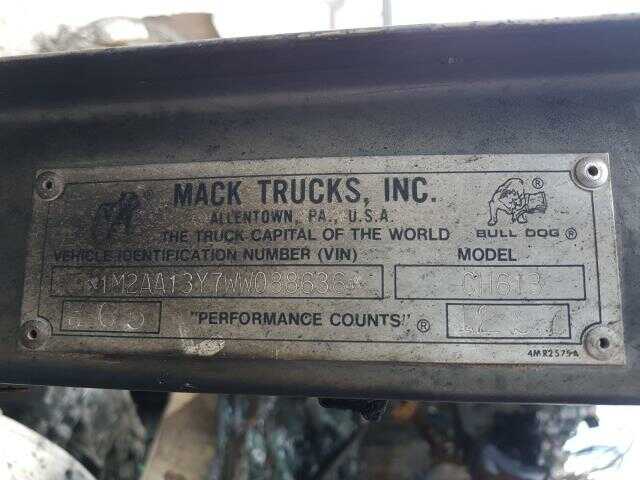 MACK TRUCKS, INC.
ALLENTOWN, PA., U.S.A.
THE TRUCK CAPITAL OF THE WORLD
BULL DOG ®
VEHICLE IDENTIFICATION NUMBER (VIN) MODEL
*1M2AA13Y7WW088636* CH613
"PERFORMANCE COUNTS" ®
4MR2575A